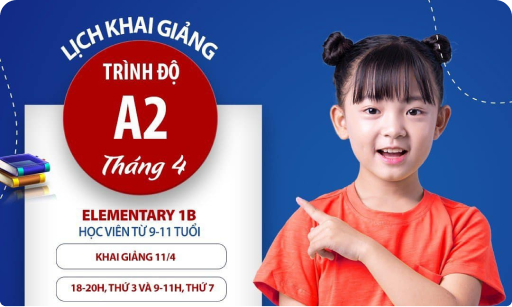 LỊCH KHAI GIẢNG
TRÌNH ĐỘ
A2
Tháng 4
ELEMENTARY 1B
HỌC VIÊN TỪ 9-11 TUỔI
KHAI GIẢNG 11/4
18-20H, THỨ 3 VÀ 9-11H, THỨ 7